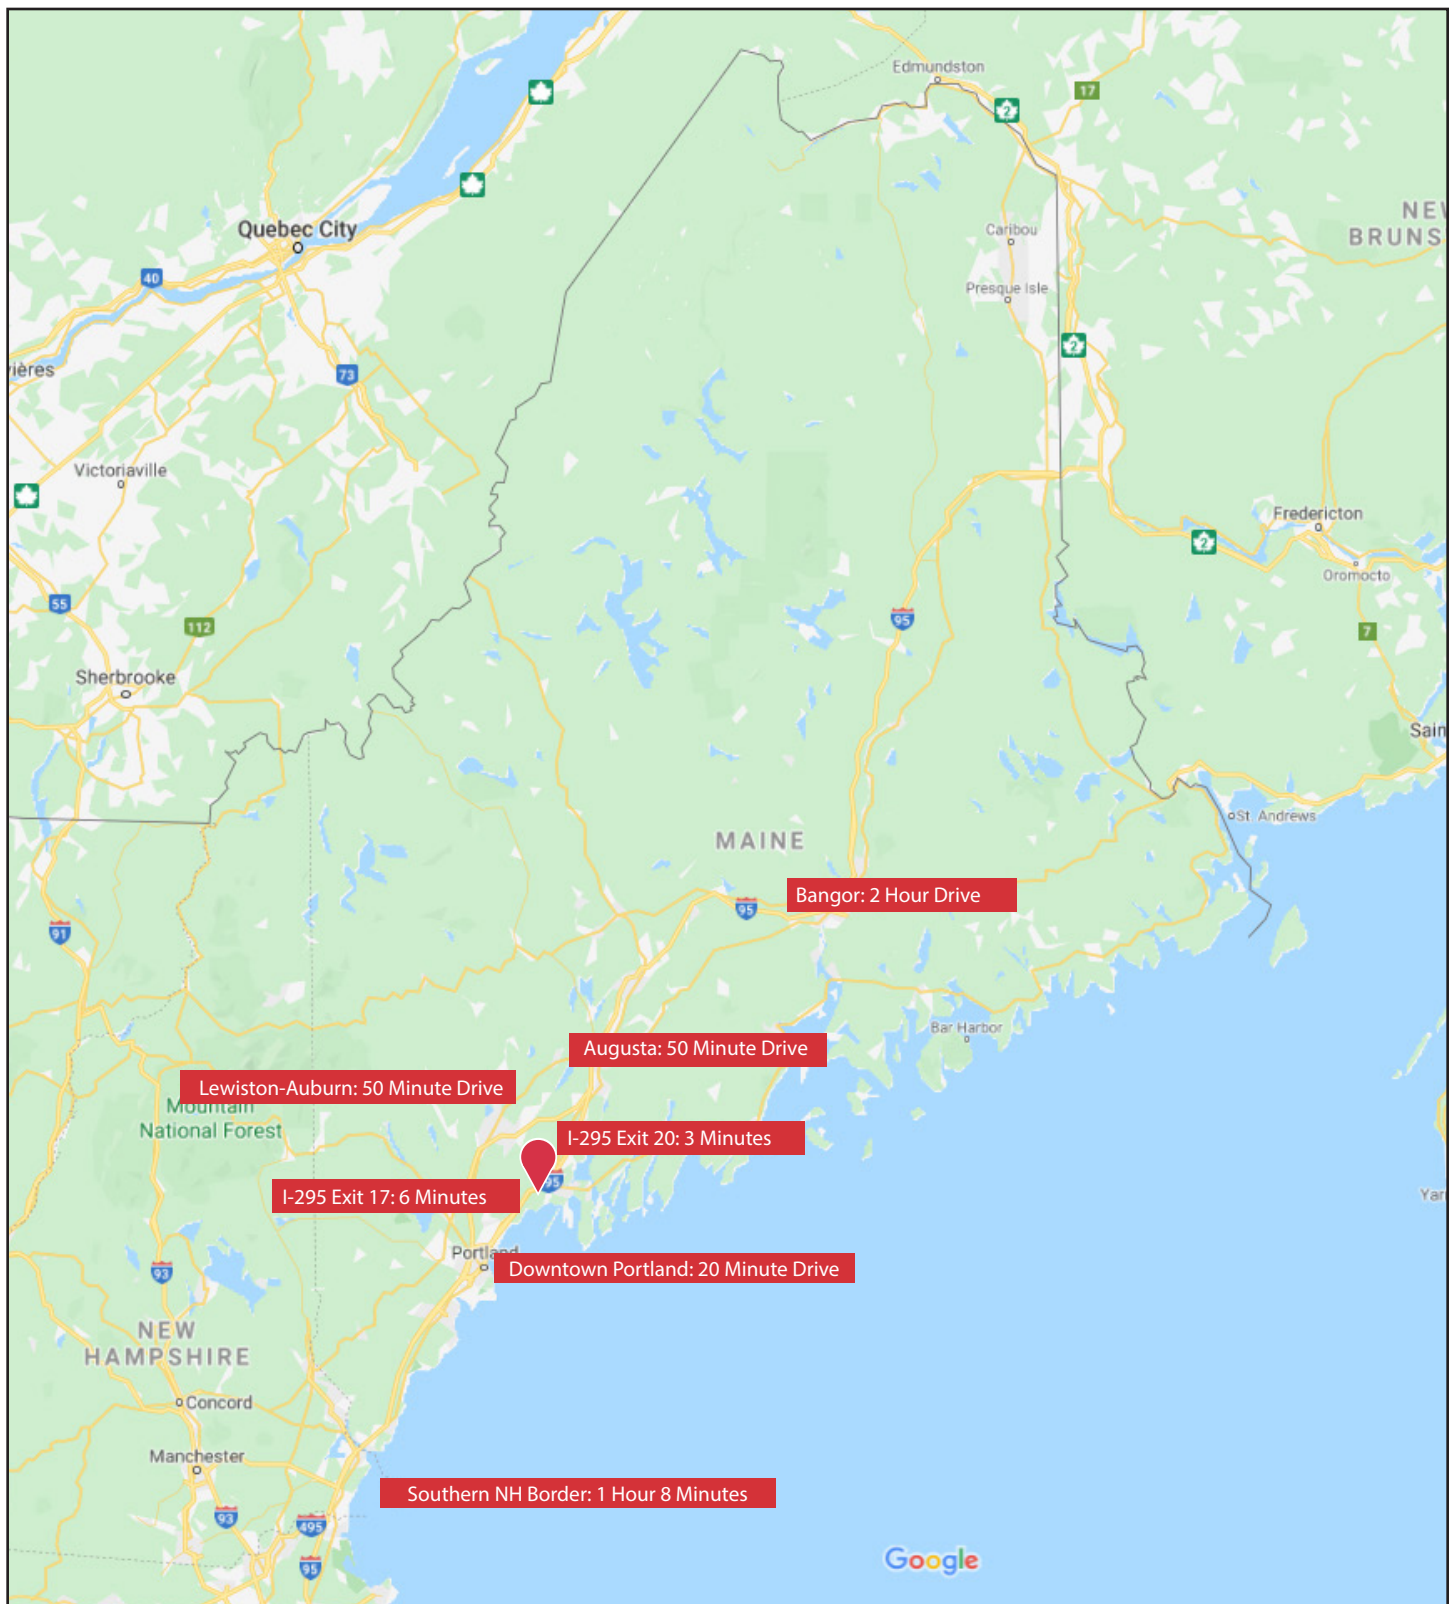 Edmundston
17
2
Quebec City
Caribou
NEW
BRUNS
40
Presque Isle
2
ières
73
Victoriaville
Fredericton
2
Oromocto
55
95
112
7
Sherbrooke
Sain
St. Andrews
MAINE
Bangor: 2 Hour Drive
95
91
Bar Harbor
Augusta: 50 Minute Drive
Lewiston-Auburn: 50 Minute Drive
Mountain
National Forest
I-295 Exit 20: 3 Minutes
95
I-295 Exit 17: 6 Minutes
Yar
Portland
Downtown Portland: 20 Minute Drive
93
NEW
HAMPSHIRE
Concord
Manchester
Southern NH Border: 1 Hour 8 Minutes
93
495
95
Google